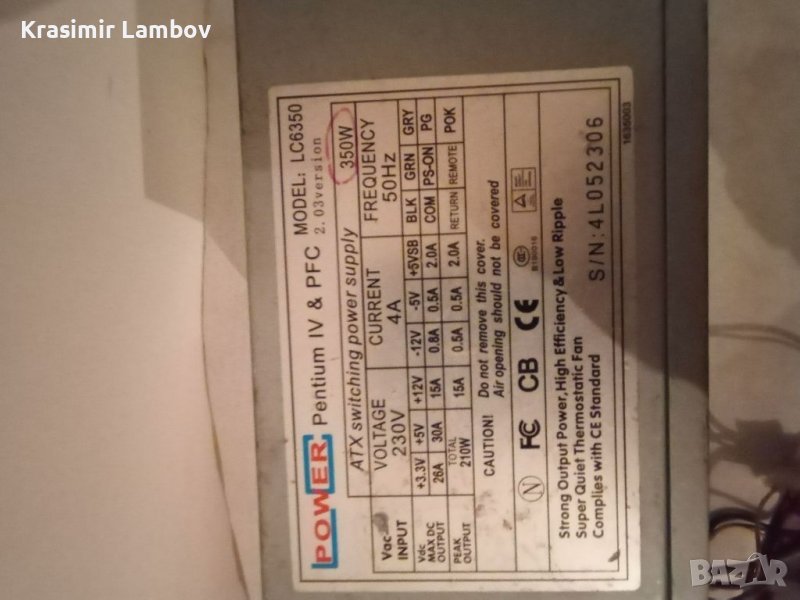 Krasimir Lambov
POWER Pentium IV & PFC MODEL: LC6350
2.03version
ATX switching power supply 350W
Vac INPUT VOLTAGE 230V CURRENT 4A FREQUENCY 50Hz
Vdc +3.3V +5V +12V -12V -5V +5VSB BLK GRN GRY
MAX DC OUTPUT 26A 30A 15A 0.8A 0.5A 2.0A COM PS-ON PG
PEAK OUTPUT TOTAL 210W 15A 0.5A 0.5A 2.0A RETURN REMOTE POK
CAUTION! Do not remove this cover.
Air opening should not be covered
N FC CB CE
Strong Output Power, High Efficiency & Low Ripple
Super Quiet Thermostatic Fan
Complies with CE Standard
S/N:4L052306
1635003
BAZAR